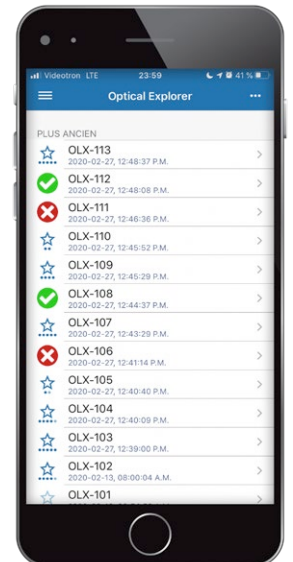 Videotron LTE 23:59 41 %
Optical Explorer
PLUS ANCIEN
OLX-113
2020-02-27, 12:48:37 P.M.
OLX-112
2020-02-27, 12:48:08 P.M.
OLX-111
2020-02-27, 12:46:36 P.M.
OLX-110
2020-02-27, 12:45:52 P.M.
OLX-109
2020-02-27, 12:45:29 P.M.
OLX-108
2020-02-27, 12:44:37 P.M.
OLX-107
2020-02-27, 12:43:29 P.M.
OLX-106
2020-02-27, 12:41:14 P.M.
OLX-105
2020-02-27, 12:40:40 P.M.
OLX-104
2020-02-27, 12:40:09 P.M.
OLX-103
2020-02-27, 12:39:00 P.M.
OLX-102
2020-02-13, 08:00:04 A.M.
OLX-101